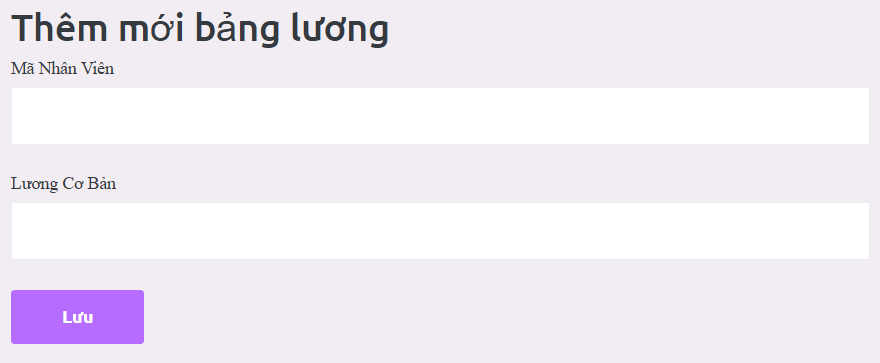 Thêm mới bảng lương
Mã Nhân Viên
Lương Cơ Bản
Lưu